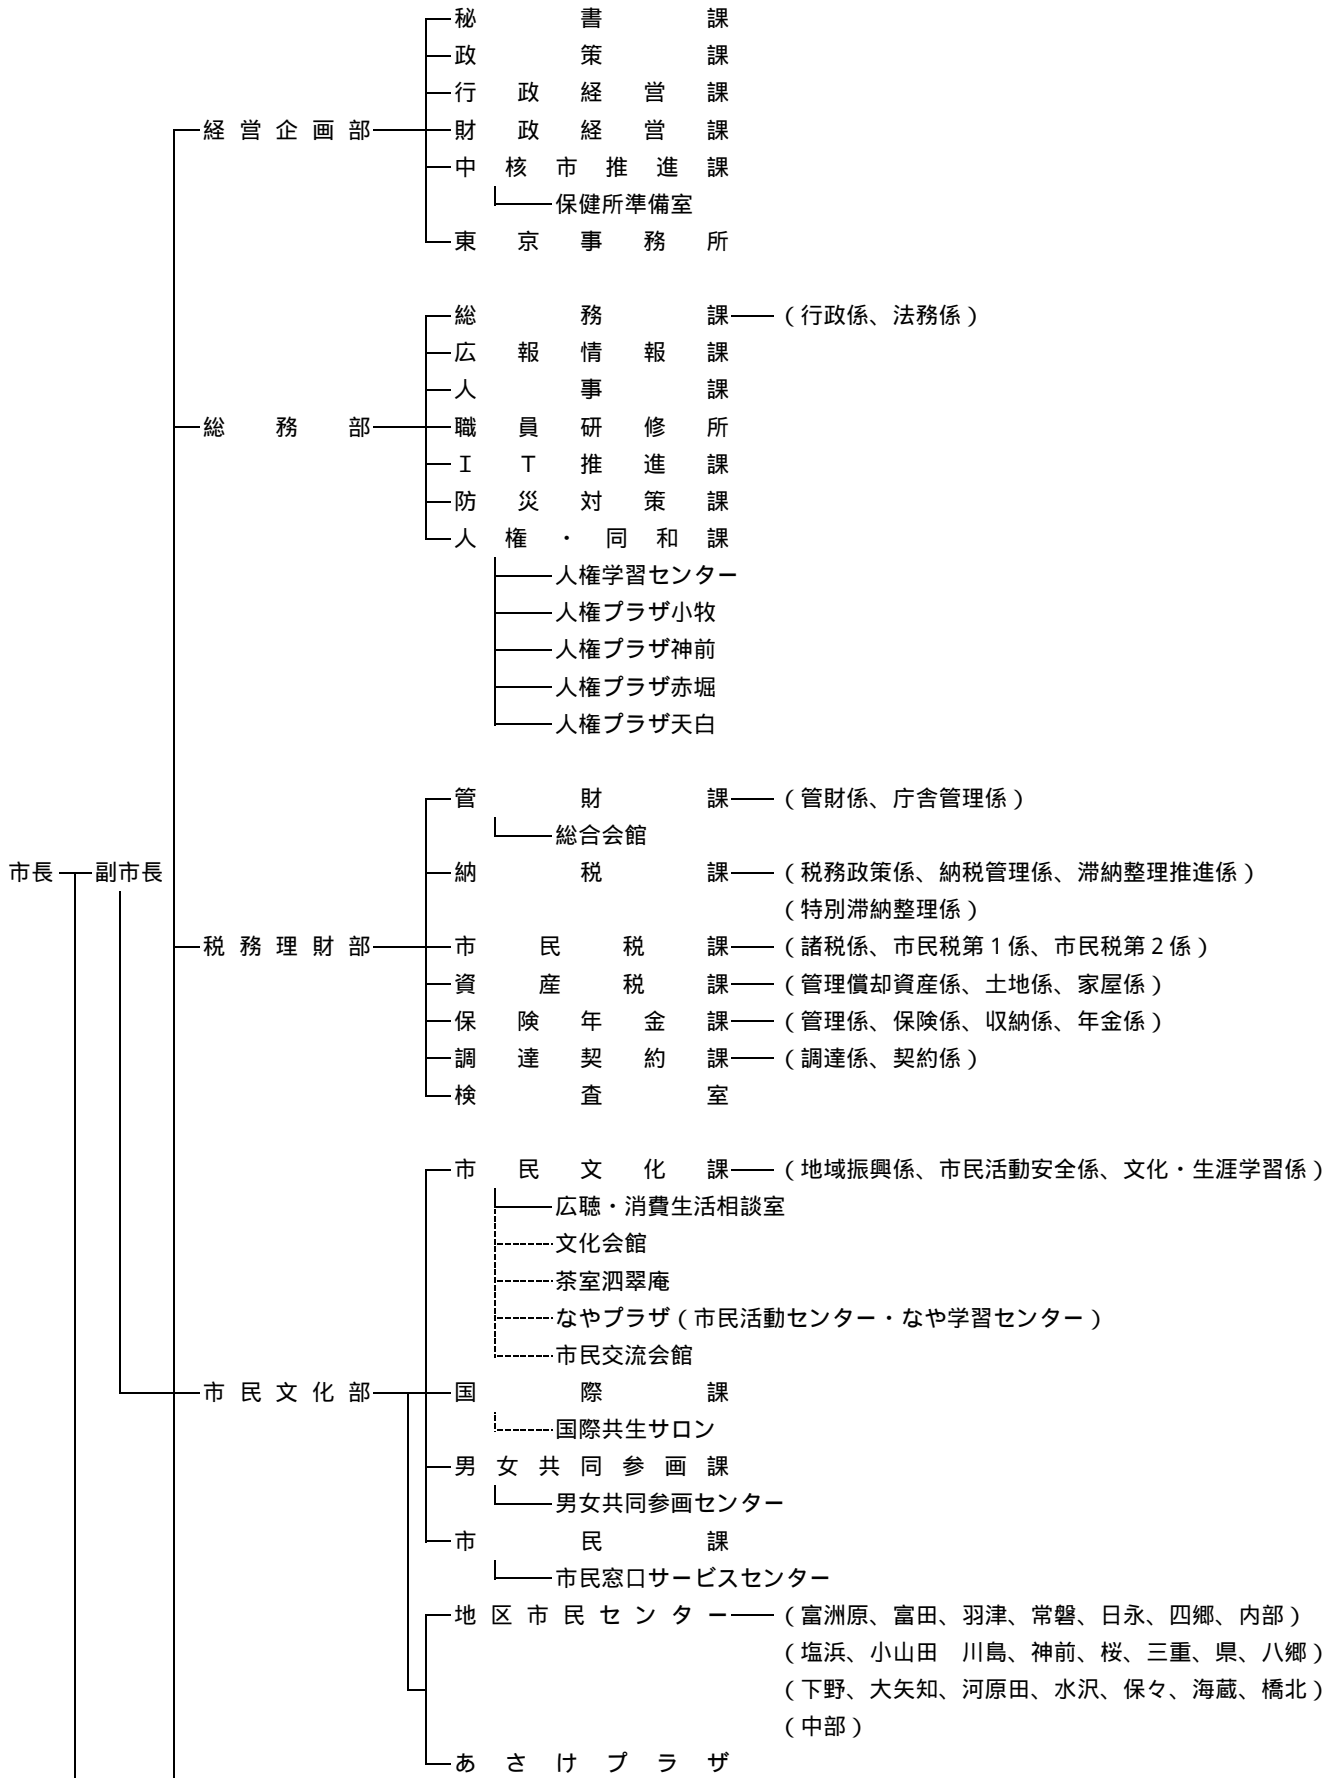 秘書課
政策課
行政経営課
経営企画部 財政経営課
中核市推進課
保健所準備室
東京事務所
総務課 (行政係、法務係)
広報情報課
人事課
総務部 職員研修所
ＩＴ推進課
防災対策課
人権・同和課
人権学習センター
人権プラザ小牧
人権プラザ神前
人権プラザ赤堀
人権プラザ天白
管財課 (管財係、庁舎管理係)
総合会館
市長 副市長 納税課 (税務政策係、納税管理係、滞納整理推進係)
(特別滞納整理係)
税務理財部 市民税課 (諸税係、市民税第1係、市民税第2係)
資産税課 (管理償却資産係、土地係、家屋係)
保険年金課 (管理係、保険係、収納係、年金係)
調達契約課 (調達係、契約係)
検査室
市民文化課 (地域振興係、市民活動安全係、文化・生涯学習係)
広聴・消費生活相談室
文化会館
茶室泗翠庵
なやプラザ(市民活動センター・なや学習センター)
市民交流会館
市民文化部 国際課
国際共生サロン
男女共同参画課
男女共同参画センター
市民課
市民窓口サービスセンター
地区市民センター (富洲原、富田、羽津、常磐、日永、四郷、内部)
(塩浜、小山田　川島、神前、桜、三重、県、八郷)
(下野、大矢知、河原田、水沢、保々、海蔵、橋北)
(中部)
あさけプラザ